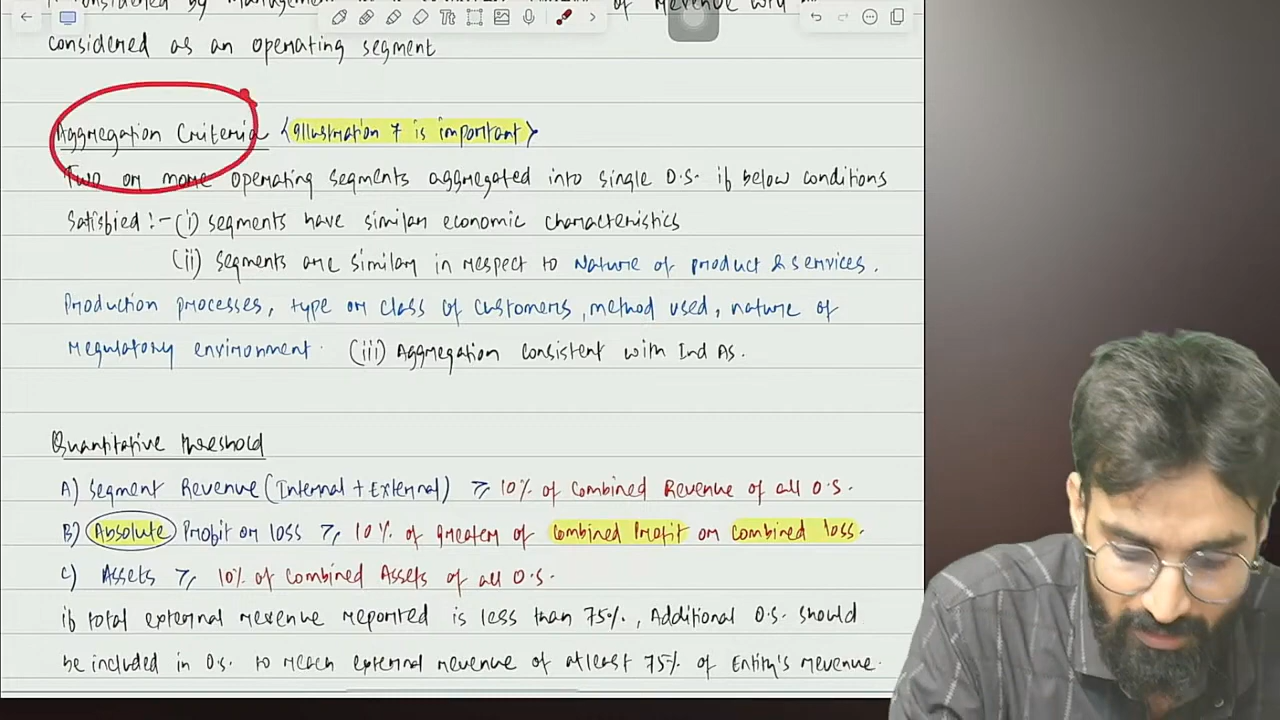 of Revenue
considered as an operating segment
Aggregation Criteria <Illustration 7 is important>
Two or more operating segments aggregated into single O.S. if below conditions
Satisfied :- (i) segments have similar economic characteristics
(ii) segments are similar in respect to Nature of product & services,
Production processes, type or class of customers, method used, nature of
regulatory environment. (iii) Aggregation consistent with Ind AS.
Quantitative threshold
A) Segment Revenue (Internal + External) ≥ 10% of Combined Revenue of all O.S.
B) Absolute Profit or loss ≥ 10% of greater of Combined Profit or combined loss.
C) Assets ≥ 10% of Combined Assets of all O.S.
if total external revenue reported is less than 75%, Additional O.S. should
be included in O.S. to reach external revenue of atleast 75% of Entity's revenue.